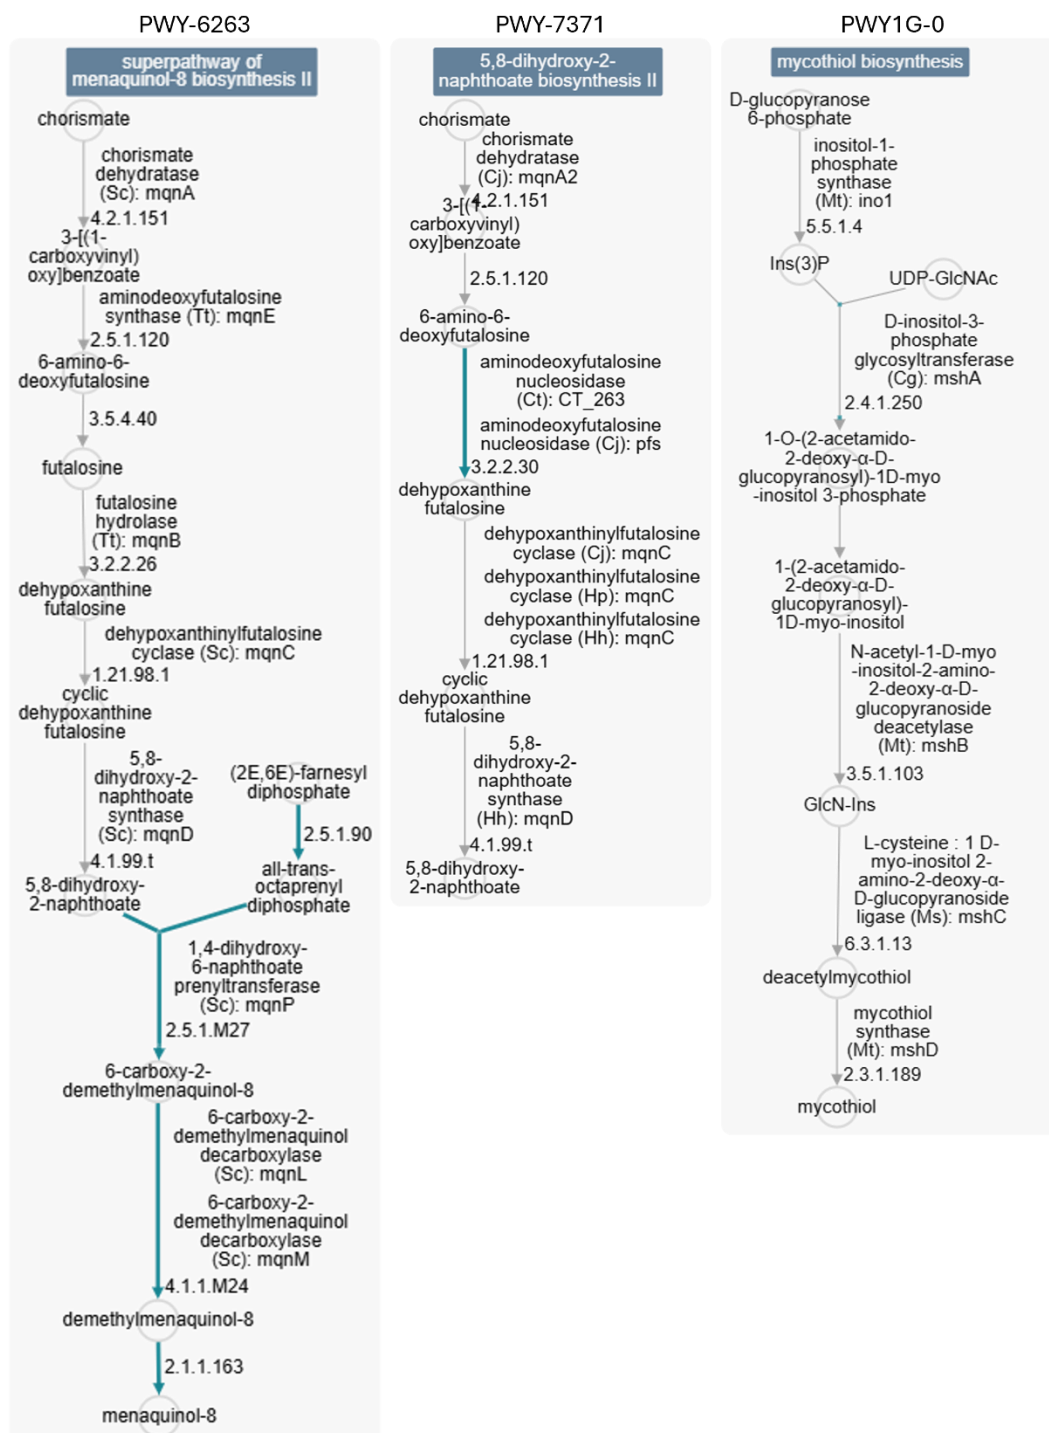 PWY-6263
superpathway of
menaquinol-8 biosynthesis II
chorismate
chorismate
dehydratase
(Sc): mqnA
4.2.1.151
3-[(1-
carboxyvinyl)
oxy]benzoate
aminodeoxyfutalosine
synthase (Tt): mqnE
2.5.1.120
6-amino-6-
deoxyfutalosine
3.5.4.40
futalosine
futalosine
hydrolase
(Tt): mqnB
3.2.2.26
dehypoxanthine
futalosine
dehypoxanthinylfutalosine
cyclase (Sc): mqnC
1.21.98.1
cyclic
dehypoxanthine
futalosine
5,8-
dihydroxy-2-
naphthoate
synthase
(Sc): mqnD
4.1.99.t
5,8-dihydroxy-
2-naphthoate
(2E,6E)-farnesyl
diphosphate
2.5.1.90
all-trans-
octaprenyl
diphosphate
1,4-dihydroxy-
6-naphthoate
prenyltransferase
(Sc): mqnP
2.5.1.M27
6-carboxy-2-
demethylmenaquinol-8
6-carboxy-2-
demethylmenaquinol
decarboxylase
(Sc): mqnL
6-carboxy-2-
demethylmenaquinol
decarboxylase
(Sc): mqnM
4.1.1.M24
demethylmenaquinol-8
2.1.1.163
menaquinol-8
PWY-7371
5,8-dihydroxy-2-
naphthoate biosynthesis II
chorismate
chorismate
dehydratase
(Cj): mqnA2
4.2.1.151
3-[(1-
carboxyvinyl)
oxy]benzoate
2.5.1.120
6-amino-6-
deoxyfutalosine
aminodeoxyfutalosine
nucleosidase
(Ct): CT_263
aminodeoxyfutalosine
nucleosidase (Cj): pfs
3.2.2.30
dehypoxanthine
futalosine
dehypoxanthinylfutalosine
cyclase (Cj): mqnC
dehypoxanthinylfutalosine
cyclase (Hp): mqnC
dehypoxanthinylfutalosine
cyclase (Hh): mqnC
1.21.98.1
cyclic
dehypoxanthine
futalosine
5,8-
dihydroxy-2-
naphthoate
synthase
(Hh): mqnD
4.1.99.t
5,8-dihydroxy-
2-naphthoate
PWY1G-0
mycothiol biosynthesis
D-glucopyranose
6-phosphate
inositol-1-
phosphate
synthase
(Mt): ino1
5.5.1.4
Ins(3)P
UDP-GlcNAc
D-inositol-3-
phosphate
glycosyltransferase
(Cg): mshA
2.4.1.250
1-O-(2-acetamido-
2-deoxy-α-D-
glucopyranosyl)-1D-myo
-inositol 3-phosphate
1-(2-acetamido-
2-deoxy-α-D-
glucopyranosyl)-
1D-myo-inositol
N-acetyl-1-D-myo
-inositol-2-amino-
2-deoxy-α-D-
glucopyranoside
deacetylase
(Mt): mshB
3.5.1.103
GlcN-Ins
L-cysteine : 1 D-
myo-inositol 2-
amino-2-deoxy-α-
D-glucopyranoside
ligase (Ms): mshC
6.3.1.13
deacetylmycothiol
mycothiol
synthase
(Mt): mshD
2.3.1.189
mycothiol